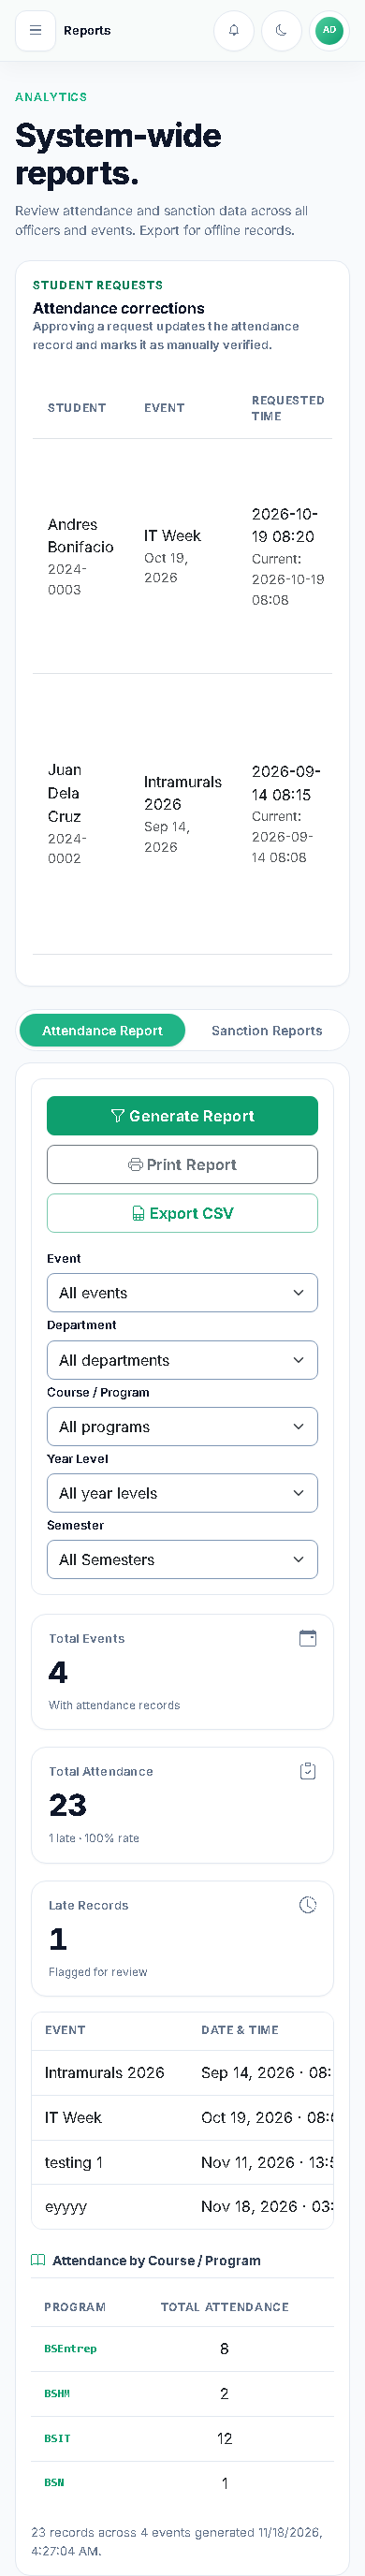 Reports
AD
ANALYTICS
System-wide
reports.
Review attendance and sanction data across all
officers and events. Export for offline records.
STUDENT REQUESTS
Attendance corrections
Approving a request updates the attendance
record and marks it as manually verified.
STUDENT EVENT REQUESTED
TIME
Andres
Bonifacio
2024-
0003
IT Week
Oct 19,
2026
2026-10-
19 08:20
Current:
2026-10-19
08:08
Juan
Dela
Cruz
2024-
0002
Intramurals
2026
Sep 14,
2026
2026-09-
14 08:15
Current:
2026-09-
14 08:08
Attendance Report Sanction Reports
Generate Report
Print Report
Export CSV
Event
All events
Department
All departments
Course / Program
All programs
Year Level
All year levels
Semester
All Semesters
Total Events
4
With attendance records
Total Attendance
23
1 late · 100% rate
Late Records
1
Flagged for review
EVENT DATE & TIME
Intramurals 2026 Sep 14, 2026 · 08:
IT Week Oct 19, 2026 · 08:
testing 1 Nov 11, 2026 · 13:
eyyyy Nov 18, 2026 · 03:
Attendance by Course / Program
PROGRAM TOTAL ATTENDANCE
BSEntrep 8
BSHM 2
BSIT 12
BSN 1
23 records across 4 events generated 11/18/2026,
4:27:04 AM.